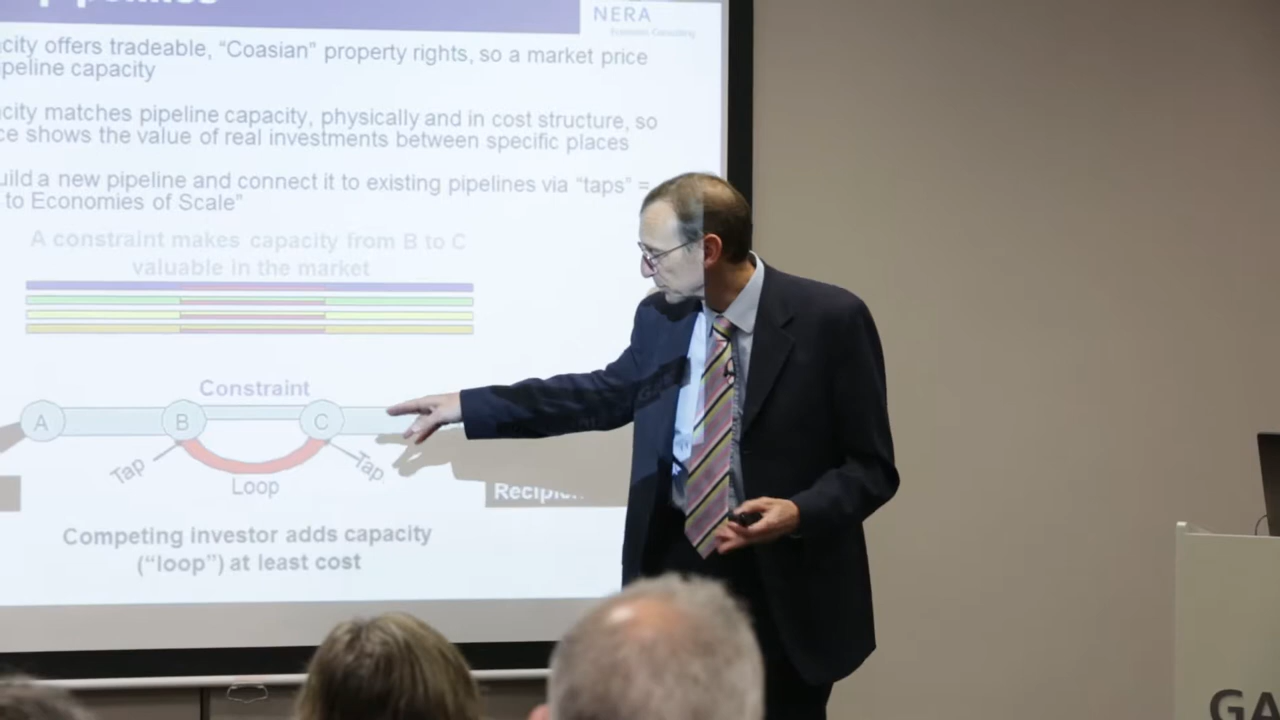 NERA
Economic Consulting
city offers tradeable, “Coasian” property rights, so a market price
peline capacity
city matches pipeline capacity, physically and in cost structure, so
ce shows the value of real investments between specific places
uild a new pipeline and connect it to existing pipelines via “taps” =
to Economies of Scale”
A constraint makes capacity from B to C
valuable in the market
Constraint
A B C
Tap Tap
Loop
Recipi
Competing investor adds capacity
(“loop”) at least cost
GA